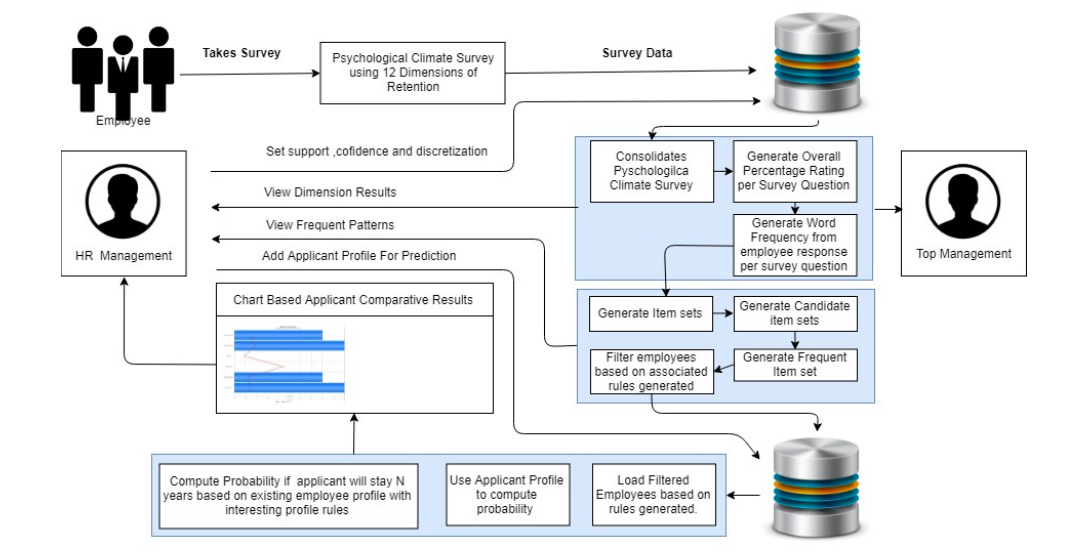 Takes Survey
Psychological Climate Survey
using 12 Dimensions of
Retention
Survey Data
Employee
Set support ,cofidence and discretization
View Dimension Results
View Frequent Patterns
Add Applicant Profile For Prediction
HR Management
Consolidates
Pyschologilca
Climate Survey
Generate Overall
Percentage Rating
per Survey Question
Generate Word
Frequency from
employee response
per survey question
Top Management
Chart Based Applicant Comparative Results
Generate Item sets
Generate Candidate
item sets
Filter employees
based on associated
rules generated
Generate Frequent
Item set
Compute Probability if applicant will stay N
years based on existing employee profile with
interesting profile rules
Use Applicant Profile
to compute
probability
Load Filtered
Employees based on
rules generated.